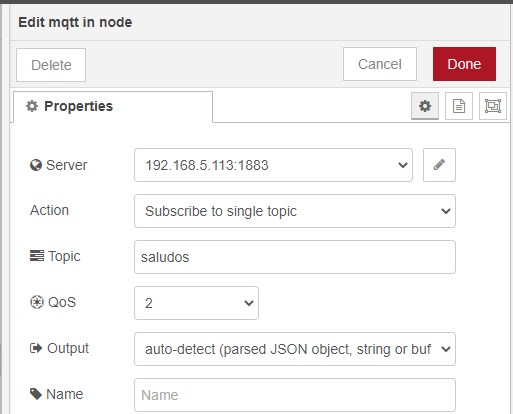 Edit mqtt in node
Delete
Cancel
Done
Properties
Server
192.168.5.113:1883
Action
Subscribe to single topic
Topic
saludos
QoS
2
Output
auto-detect (parsed JSON object, string or buf
Name
Name